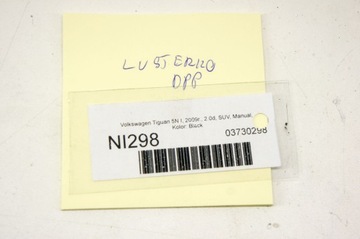 LUSTERKO
DPP
Volkswagen Tiguan 5N I, 2009r., 2.0d, SUV, Manual,
Kolor: Black
NI298 03730298